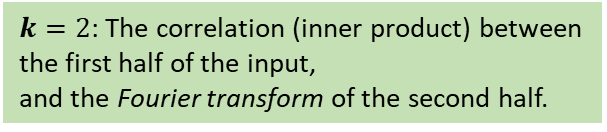 k = 2: The correlation (inner product) between
the first half of the input,
and the Fourier transform of the second half.